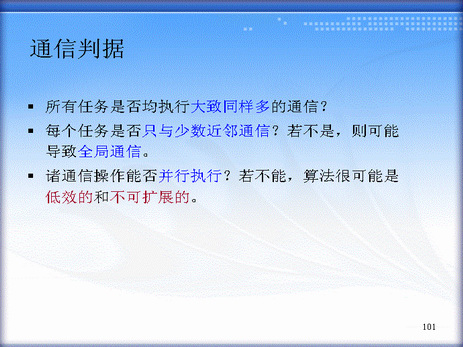 通信判据
▪ 所有任务是否均执行大致同样多的通信？
▪ 每个任务是否只与少数近邻通信？若不是，则可能
导致全局通信。
▪ 诸通信操作能否并行执行？若不能，算法很可能是
低效的和不可扩展的。
101